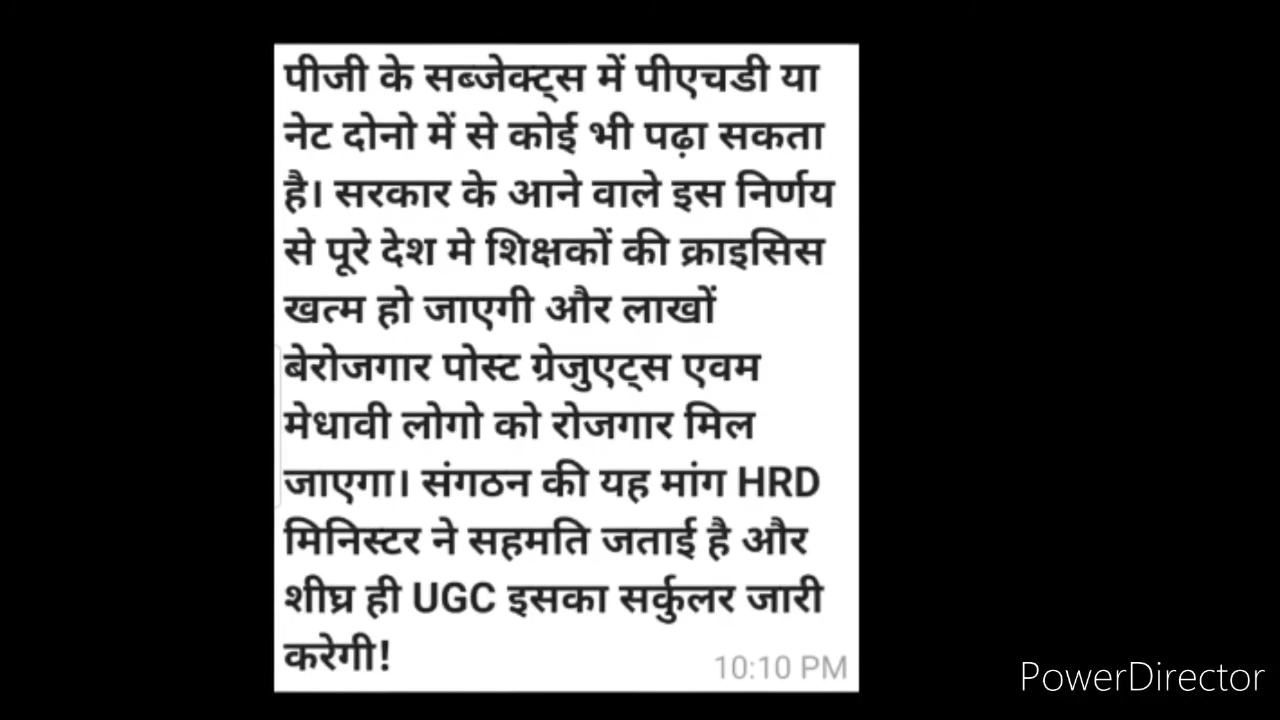 पीजी के सब्जेक्ट्स में पीएचडी या
नेट दोनो में से कोई भी पढ़ा सकता
है। सरकार के आने वाले इस निर्णय
से पूरे देश मे शिक्षकों की क्राइसिस
खत्म हो जाएगी और लाखों
बेरोजगार पोस्ट ग्रेजुएट्स एवम
मेधावी लोगो को रोजगार मिल
जाएगा। संगठन की यह मांग HRD
मिनिस्टर ने सहमति जताई है और
शीघ्र ही UGC इसका सर्कुलर जारी
करेगी!
10:10 PM
PowerDirector